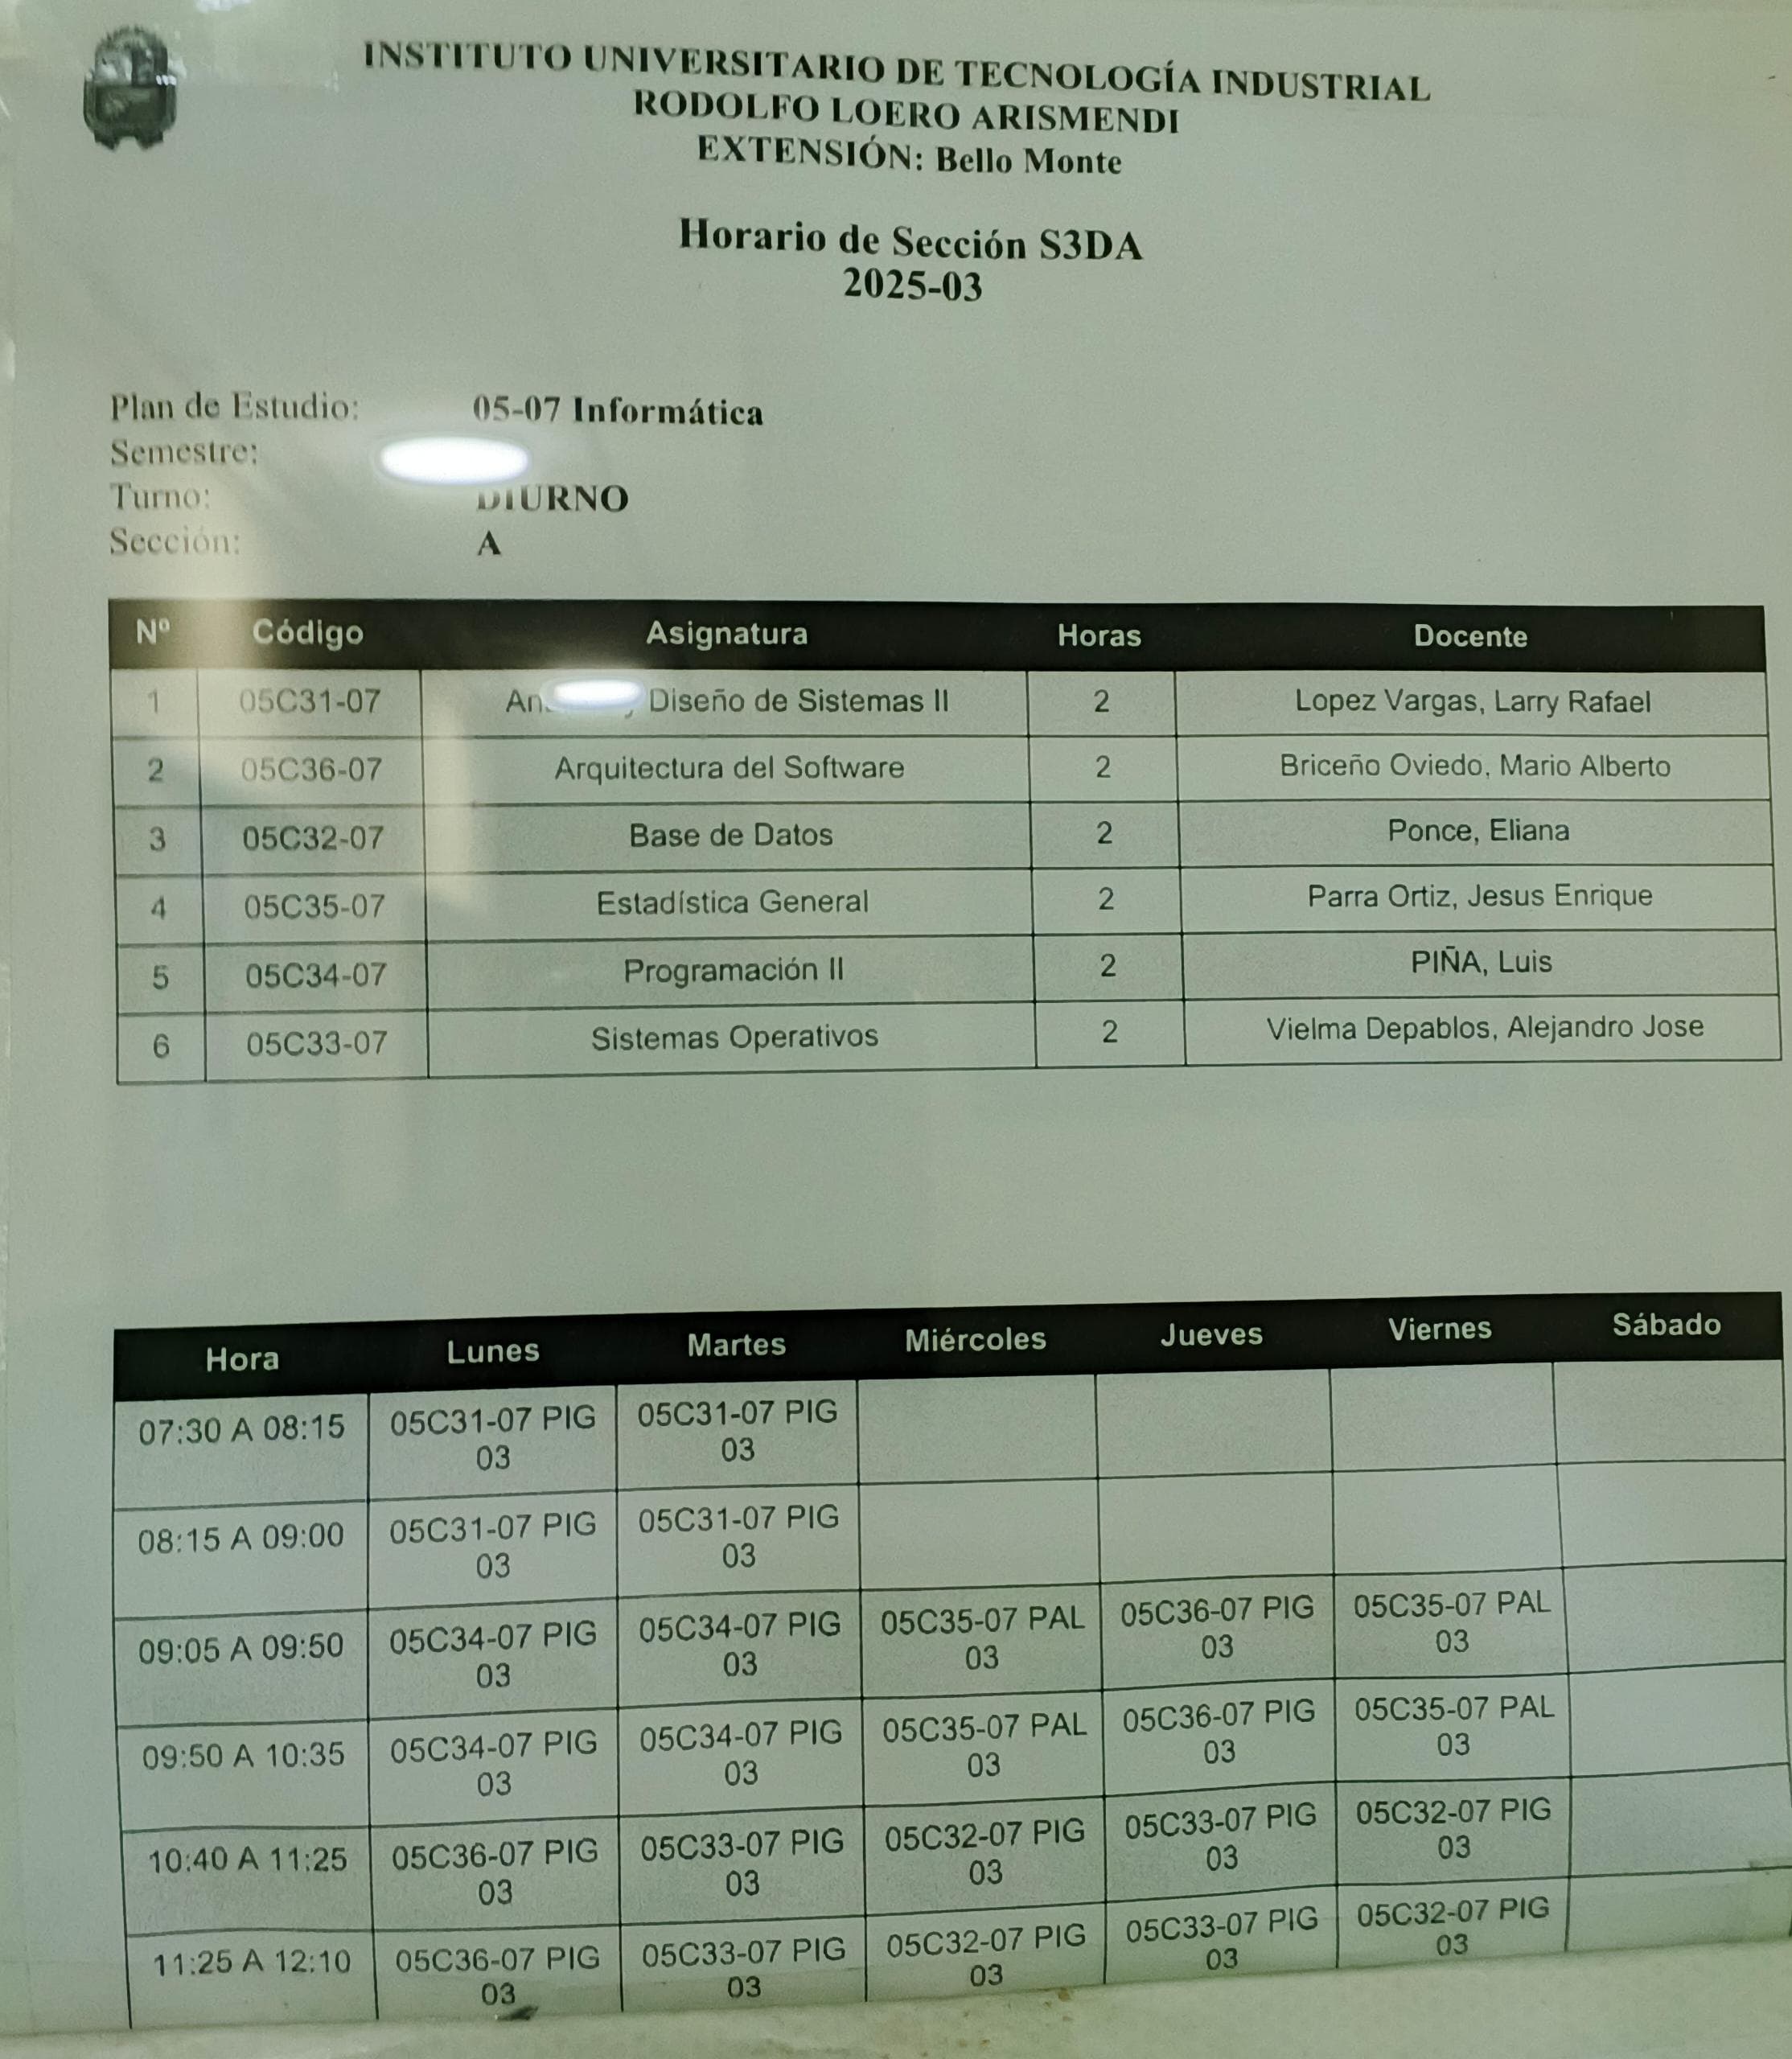 INSTITUTO UNIVERSITARIO DE TECNOLOGÍA INDUSTRIAL
RODOLFO LOERO ARISMENDI
EXTENSIÓN: Bello Monte
Horario de Sección S3DA
2025-03
Plan de Estudio: 05-07 Informática
Semestre:
Turno: DIURNO
Sección: A
Nº Código Asignatura Horas Docente
1 05C31-07 Diseño de Sistemas II 2 Lopez Vargas, Larry Rafael
2 05C36-07 Arquitectura del Software 2 Briceño Oviedo, Mario Alberto
3 05C32-07 Base de Datos 2 Ponce, Eliana
4 05C35-07 Estadística General 2 Parra Ortiz, Jesus Enrique
5 05C34-07 Programación II 2 PIÑA, Luis
6 05C33-07 Sistemas Operativos 2 Vielma Depablos, Alejandro Jose
Hora Lunes Martes Miércoles Jueves Viernes Sábado
07:30 A 08:15 05C31-07 PIG 05C31-07 PIG
03 03
08:15 A 09:00 05C31-07 PIG 05C31-07 PIG
03 03
09:05 A 09:50 05C34-07 PIG 05C34-07 PIG 05C35-07 PAL 05C36-07 PIG 05C35-07 PAL
03 03 03 03 03
09:50 A 10:35 05C34-07 PIG 05C34-07 PIG 05C35-07 PAL 05C36-07 PIG 05C35-07 PAL
03 03 03 03 03
10:40 A 11:25 05C36-07 PIG 05C33-07 PIG 05C32-07 PIG 05C33-07 PIG 05C32-07 PIG
03 03 03 03 03
11:25 A 12:10 05C36-07 PIG 05C33-07 PIG 05C32-07 PIG 05C33-07 PIG 05C32-07 PIG
03 03 03 03 03